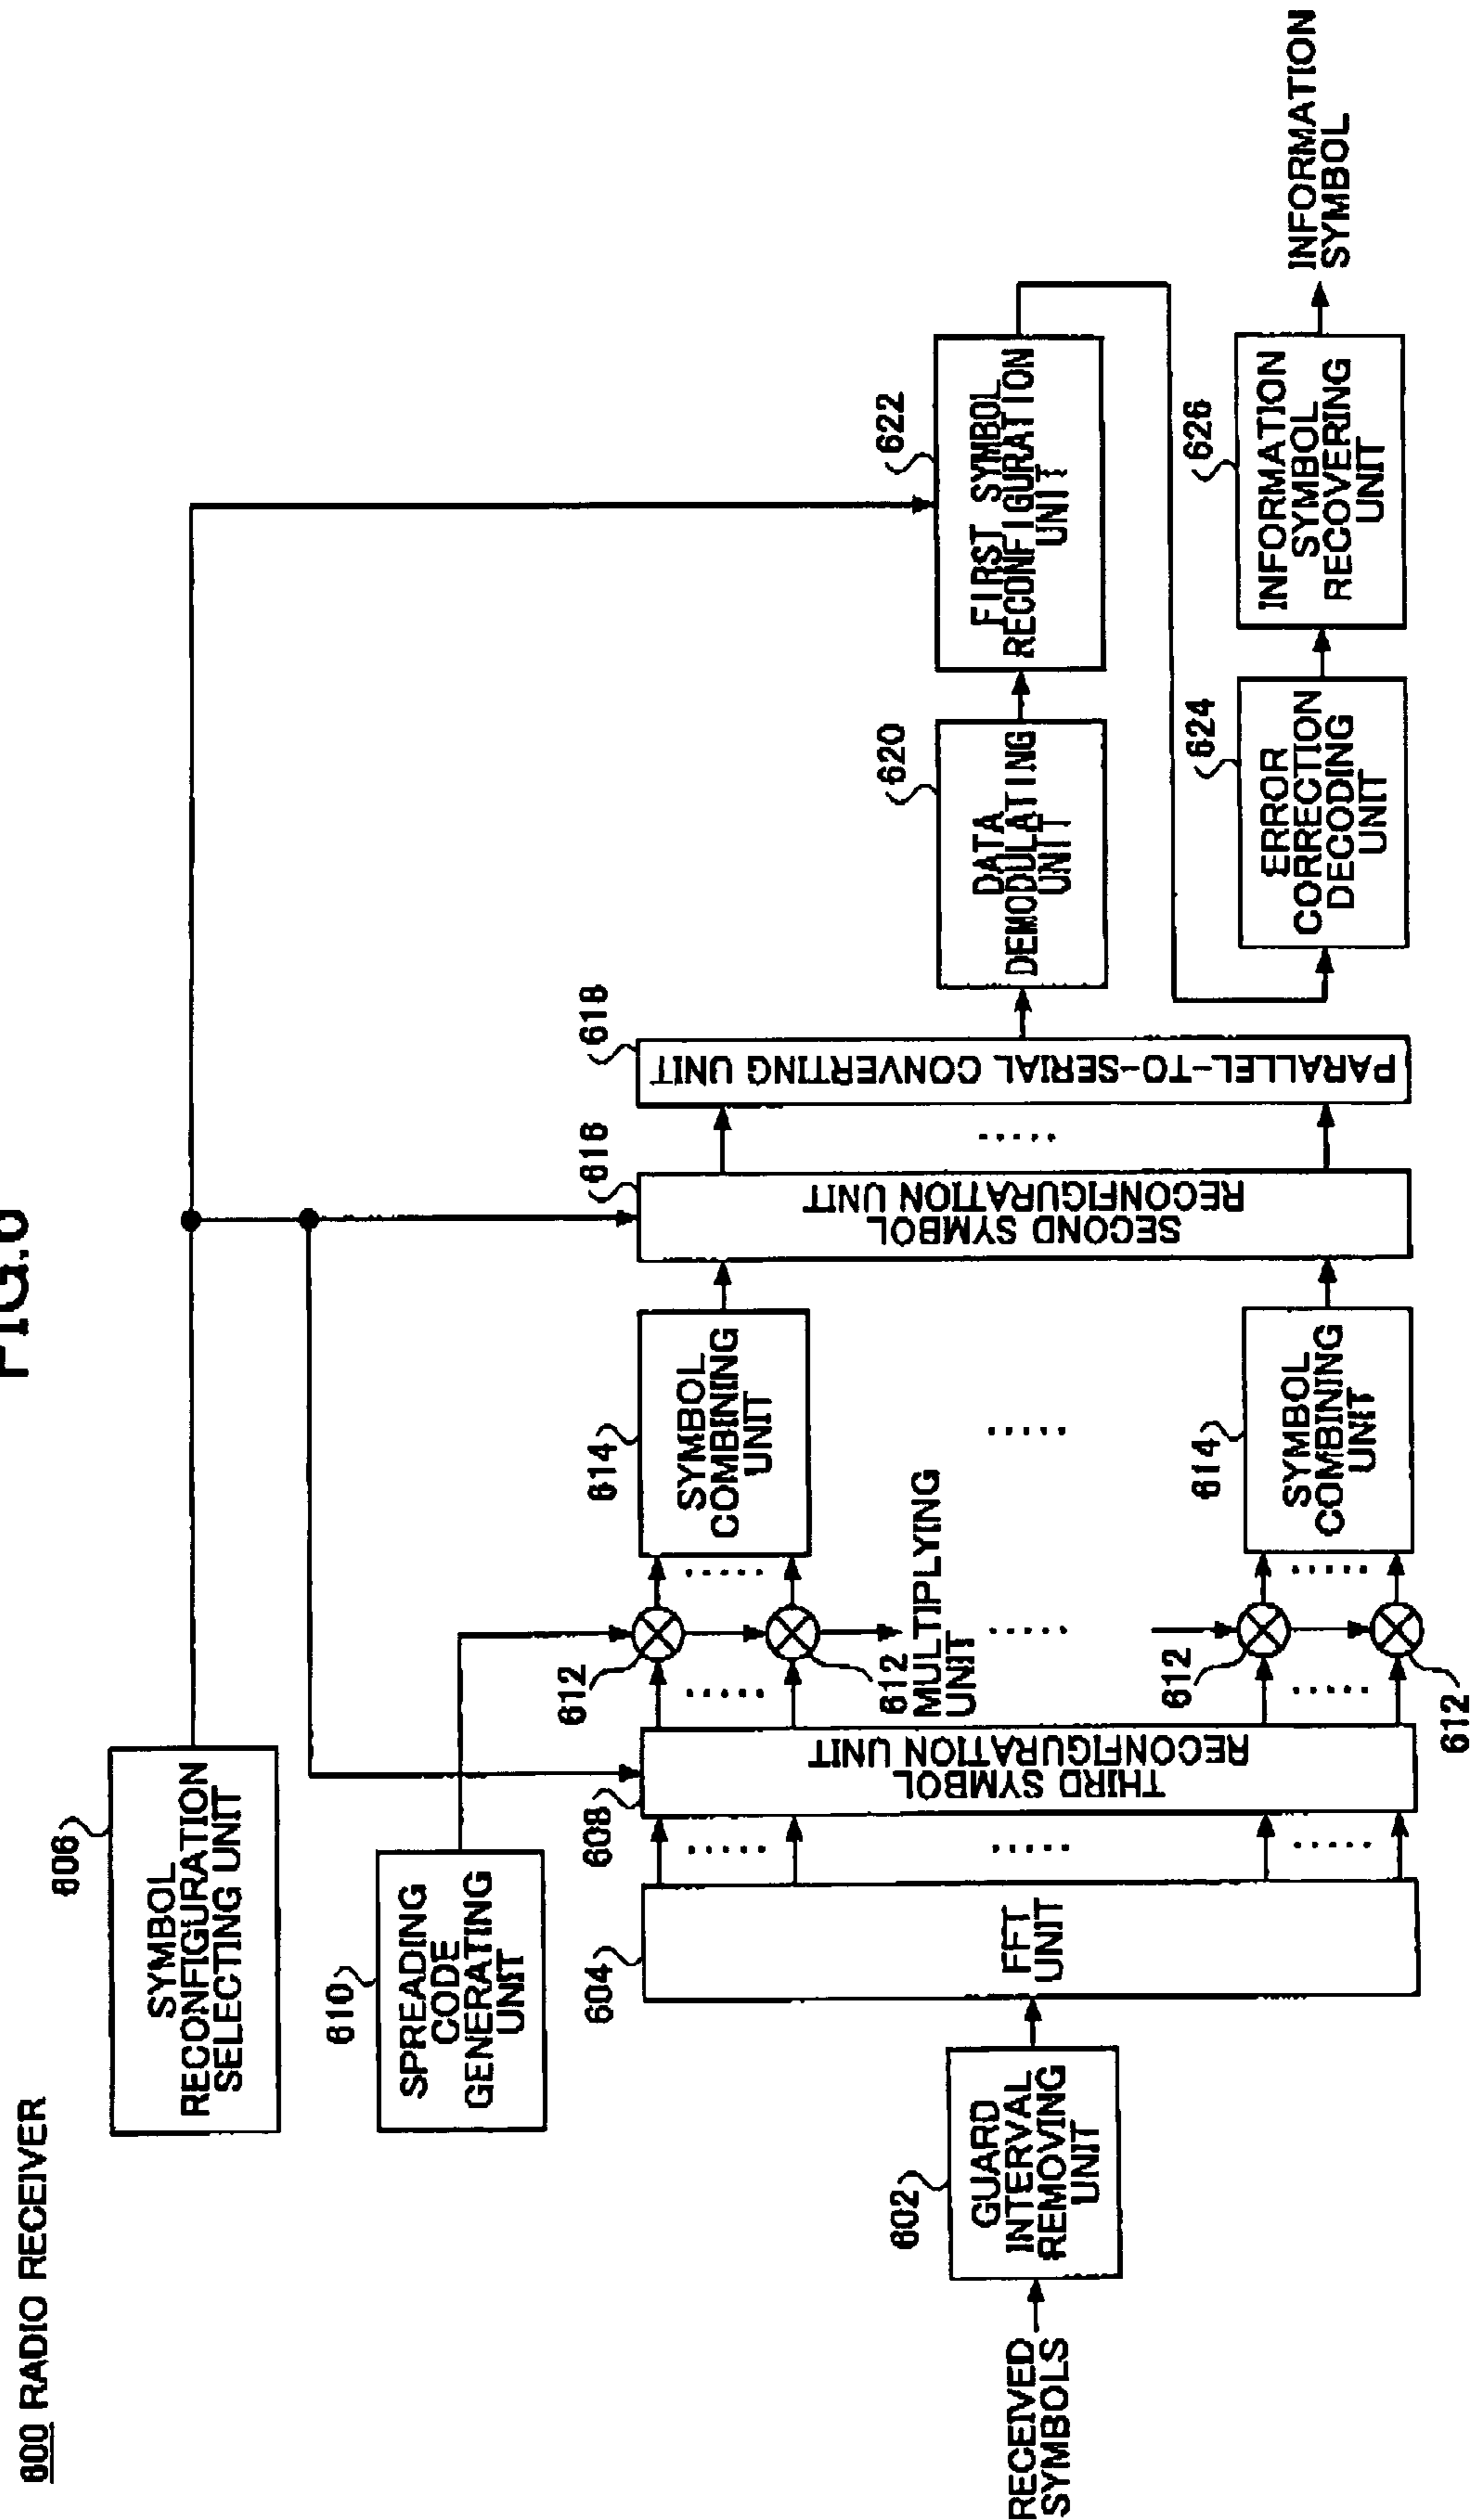 FIG.6
600 RADIO RECEIVER
606
SYMBOL
RECONFIGURATION
SELECTING UNIT
610
SPREADING
CODE
GENERATING
UNIT
RECEIVED
SYMBOLS
602
GUARD
INTERVAL
REMOVING
UNIT
604
FFT
UNIT
608
THIRD SYMBOL
RECONFIGURATION UNIT
612
612
MULTIPLYING
UNIT
612
612
614
SYMBOL
COMBINING
UNIT
614
SYMBOL
COMBINING
UNIT
616
SECOND SYMBOL
RECONFIGURATION UNIT
618
PARALLEL-TO-SERIAL CONVERTING UNIT
620
DATA
DEMODULATING
UNIT
622
FIRST SYMBOL
RECONFIGURATION
UNIT
624
ERROR
CORRECTION
DECODING
UNIT
626
INFORMATION
SYMBOL
RECOVERING
UNIT
INFORMATION
SYMBOL